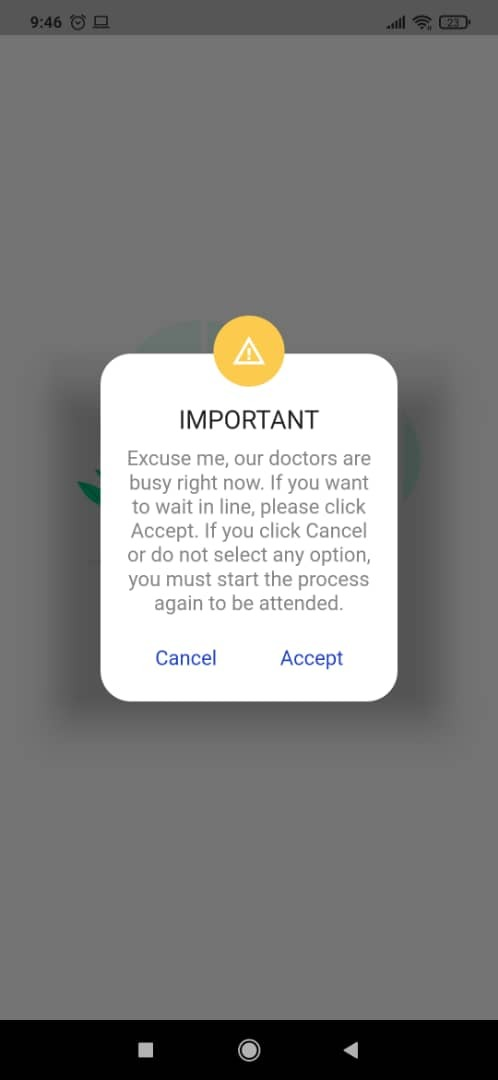 9:46
23
IMPORTANT
Excuse me, our doctors are
busy right now. If you want
to wait in line, please click
Accept. If you click Cancel
or do not select any option,
you must start the process
again to be attended.
Cancel Accept